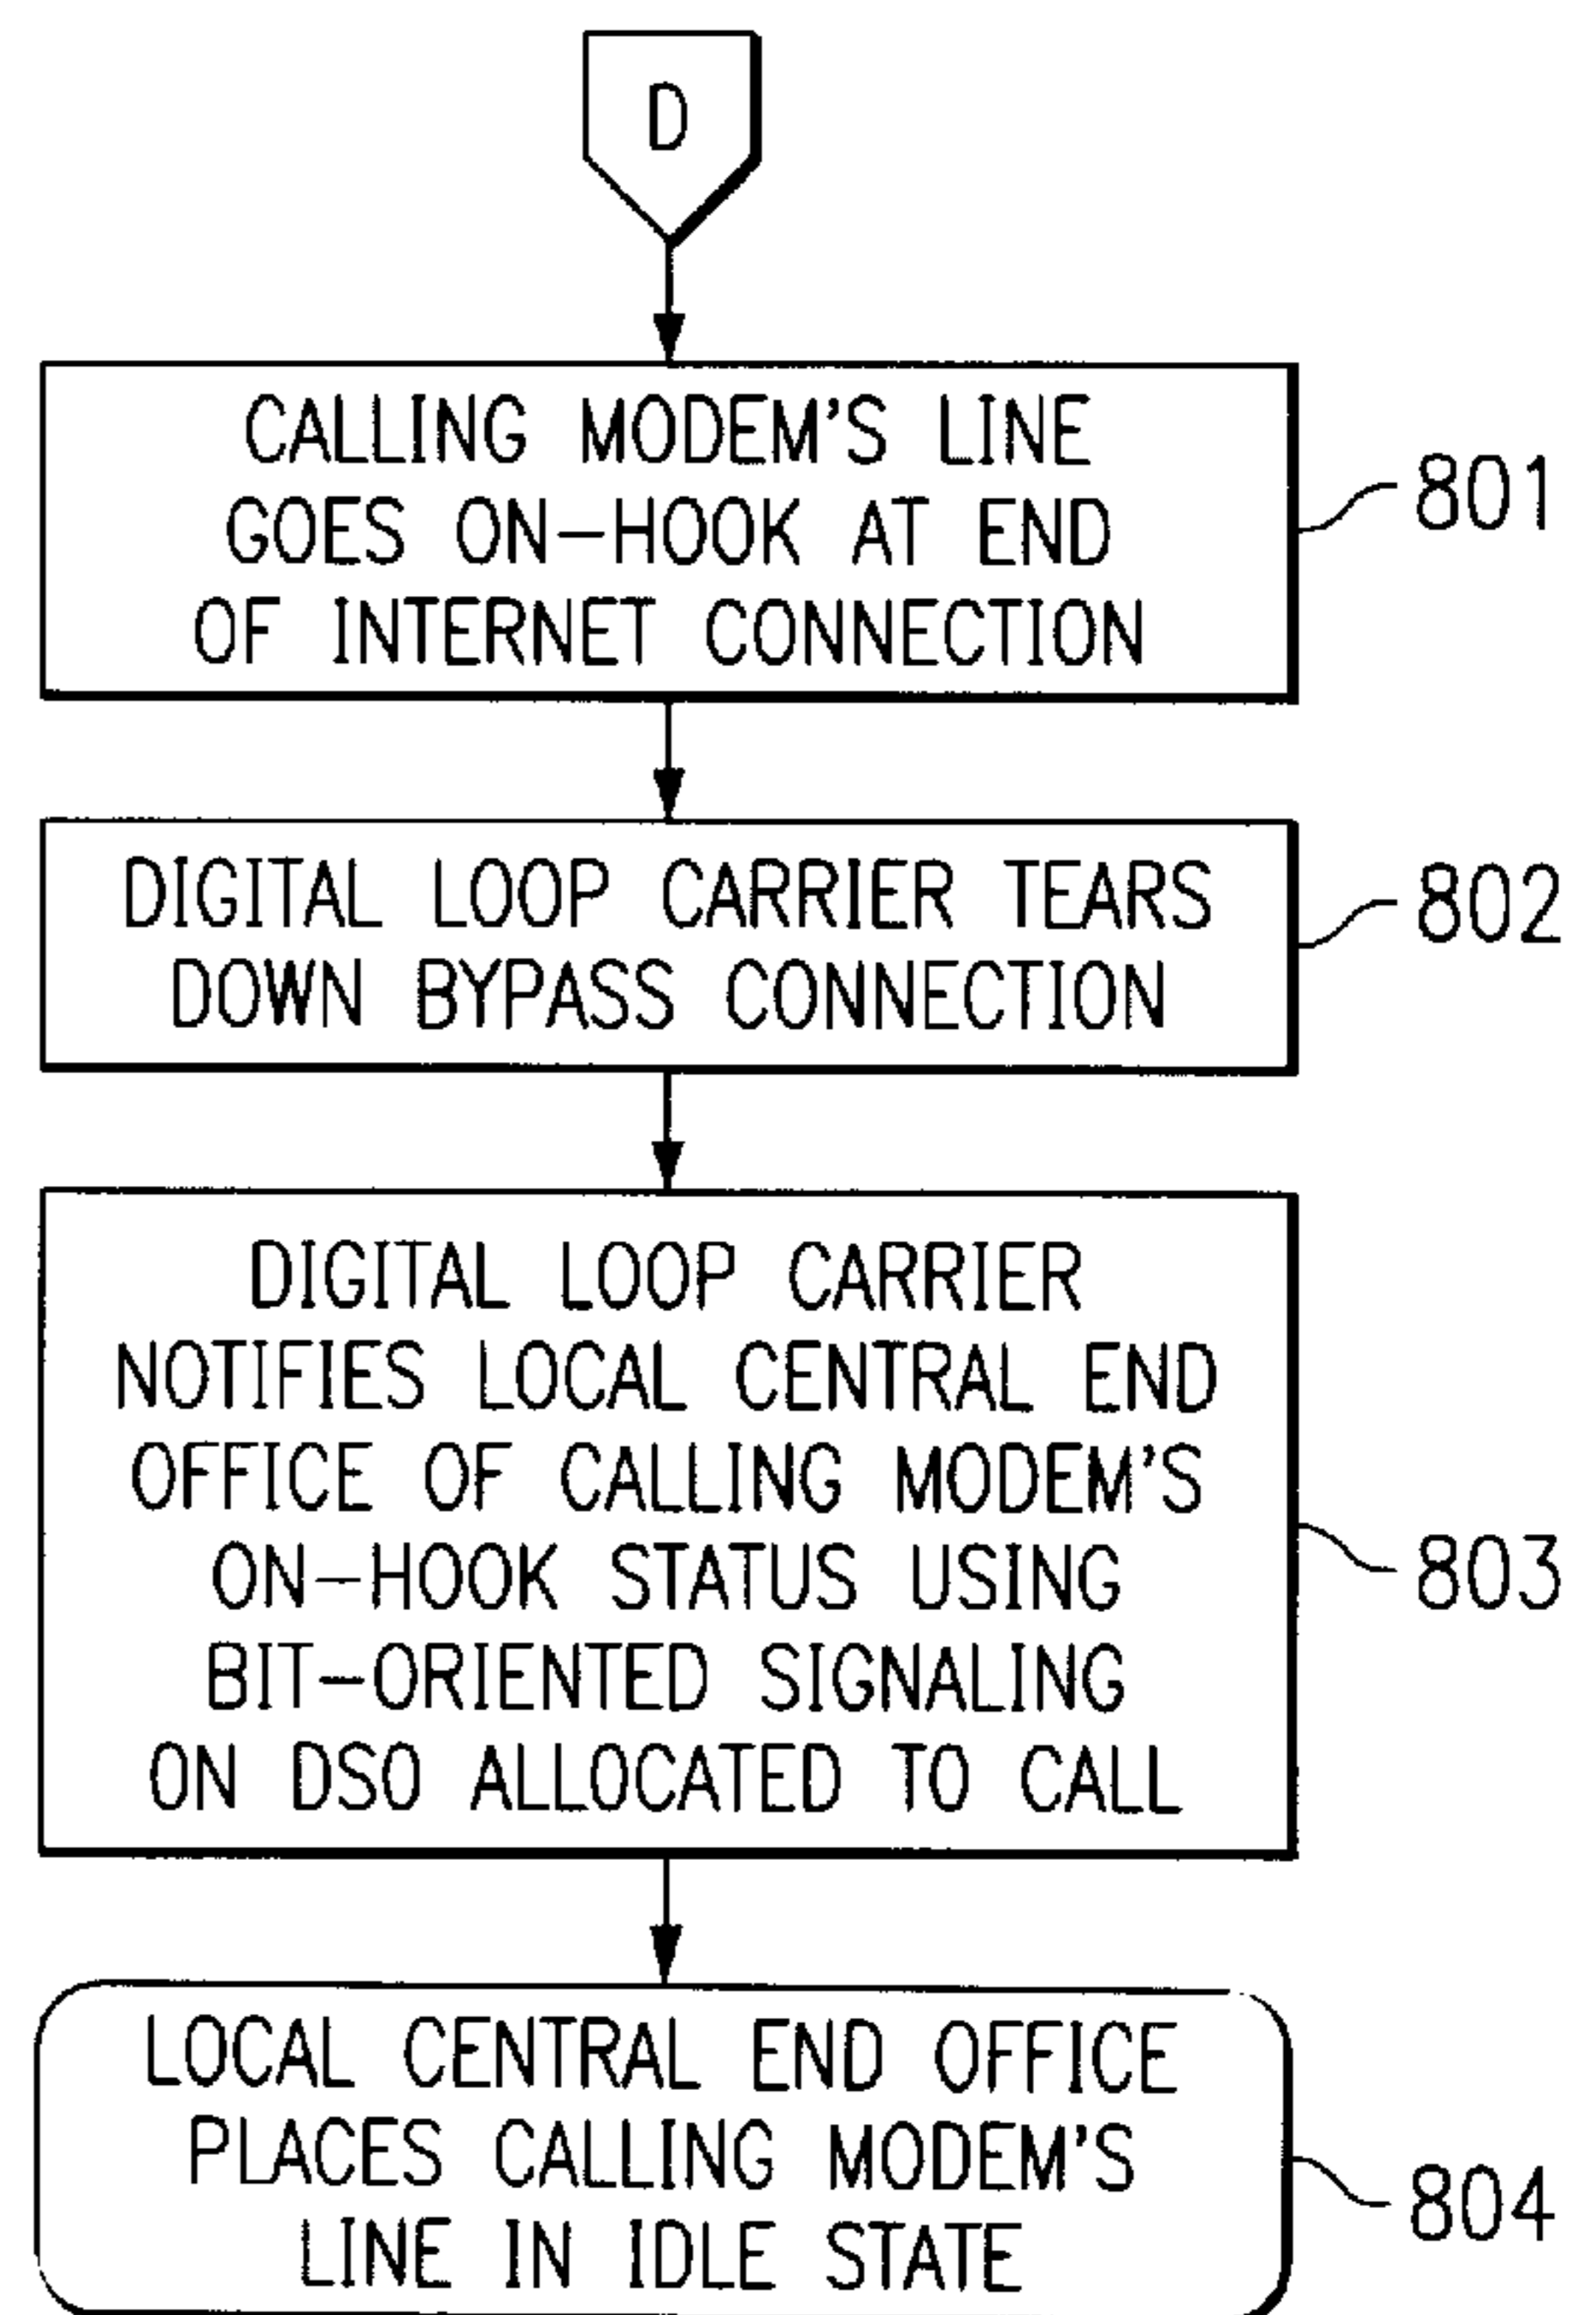 D
CALLING MODEM'S LINE
GOES ON-HOOK AT END
OF INTERNET CONNECTION
801
DIGITAL LOOP CARRIER TEARS
DOWN BYPASS CONNECTION
802
DIGITAL LOOP CARRIER
NOTIFIES LOCAL CENTRAL END
OFFICE OF CALLING MODEM'S
ON-HOOK STATUS USING
BIT-ORIENTED SIGNALING
ON DS0 ALLOCATED TO CALL
803
LOCAL CENTRAL END OFFICE
PLACES CALLING MODEM'S
LINE IN IDLE STATE
804